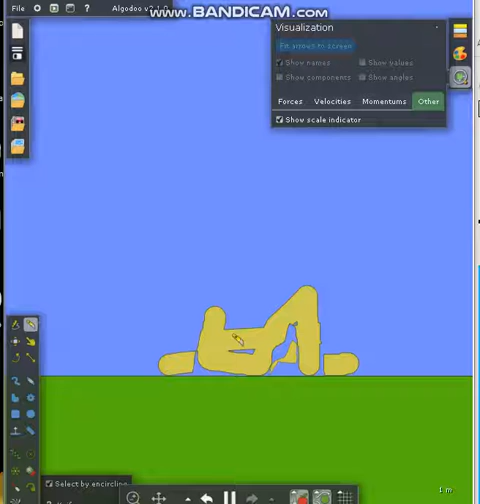 File ? Algodoo v2.1.0
WWW.BANDICAM.COM
Visualization
Fit arrows to screen
Show names Show values
Show components Show angles
Forces Velocities Momentums Other
Show scale indicator
1 m
Select by encircling